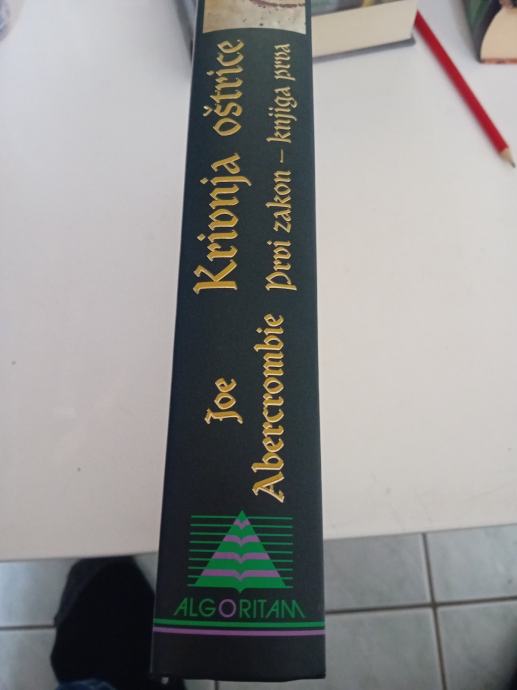 Joe
Abercrombie
Krivnja oštrice
Prvi zakon – knjiga prva
ALGORITAM